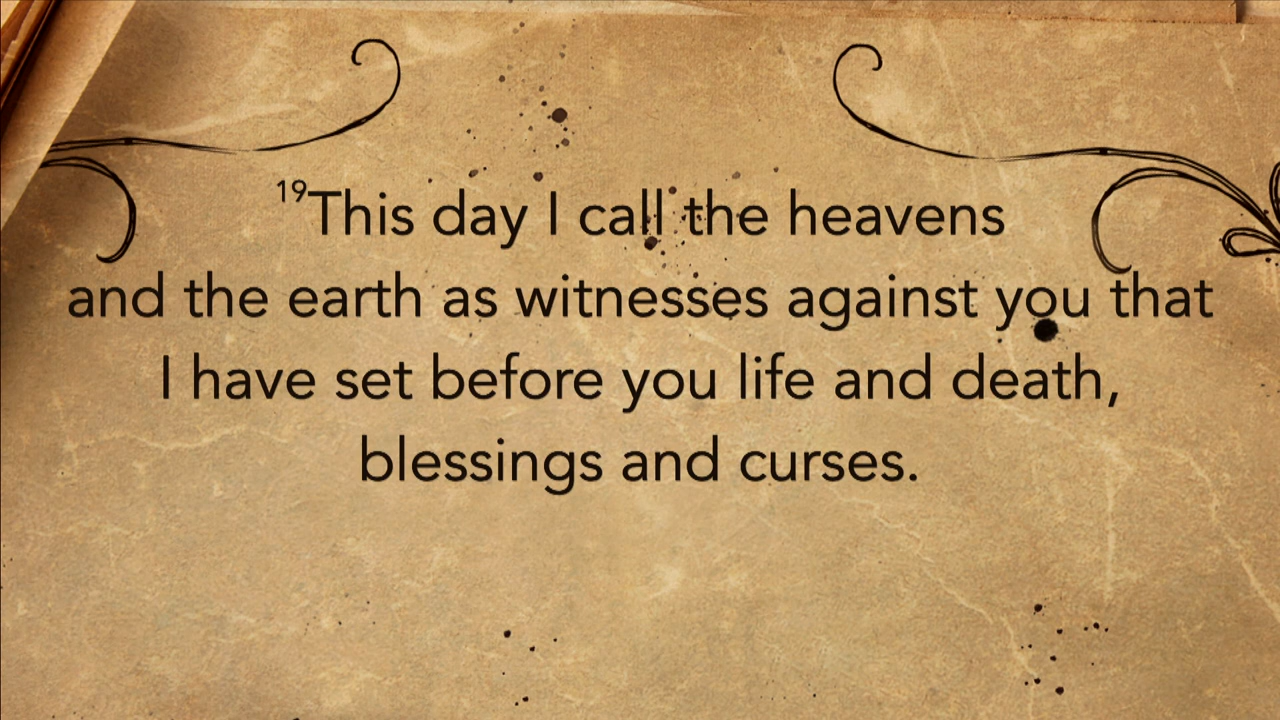 19This day I call the heavens
and the earth as witnesses against you that
I have set before you life and death,
blessings and curses.